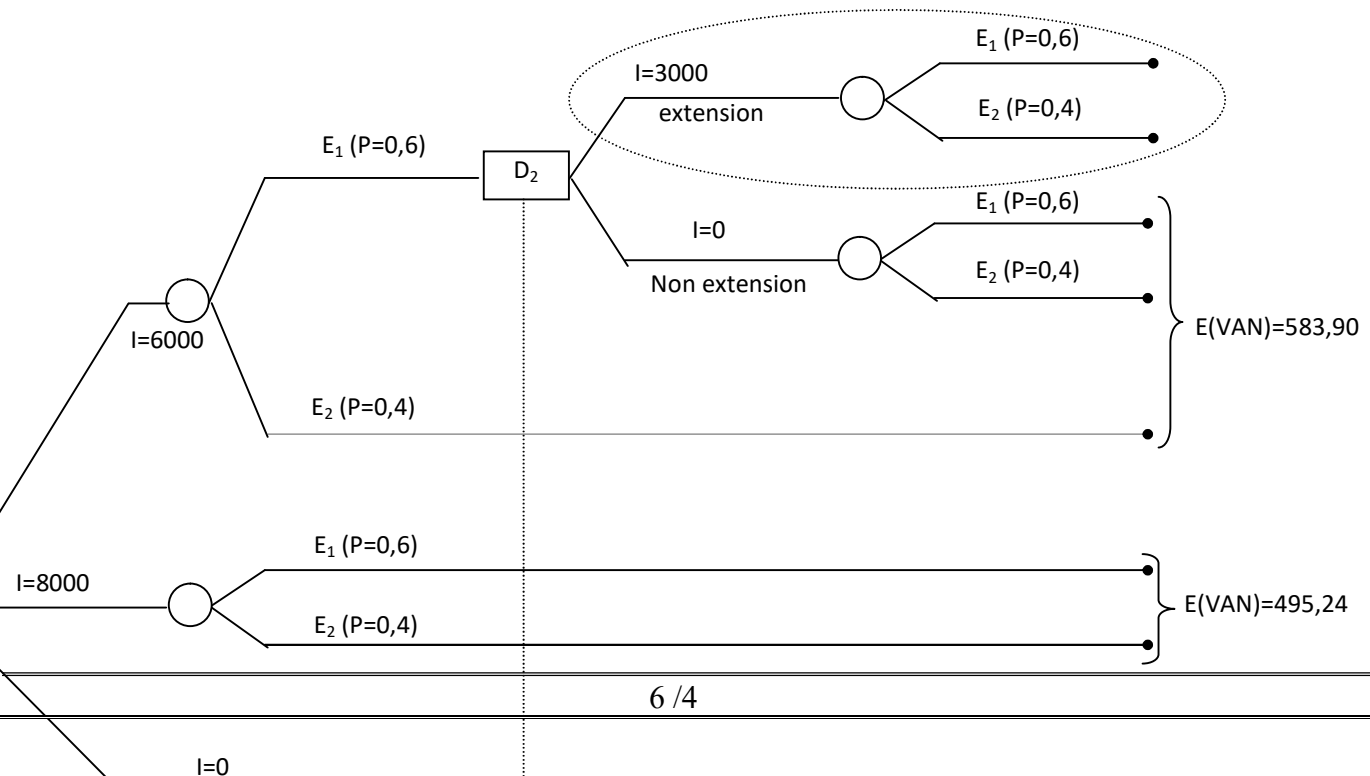 E₁ (P=0,6)
I=3000
extension
E₂ (P=0,4)
E₁ (P=0,6)
D₂
E₁ (P=0,6)
I=0
E₂ (P=0,4)
Non extension
E(VAN)=583,90
I=6000
E₂ (P=0,4)
E₁ (P=0,6)
I=8000
E(VAN)=495,24
E₂ (P=0,4)
6 /4
I=0